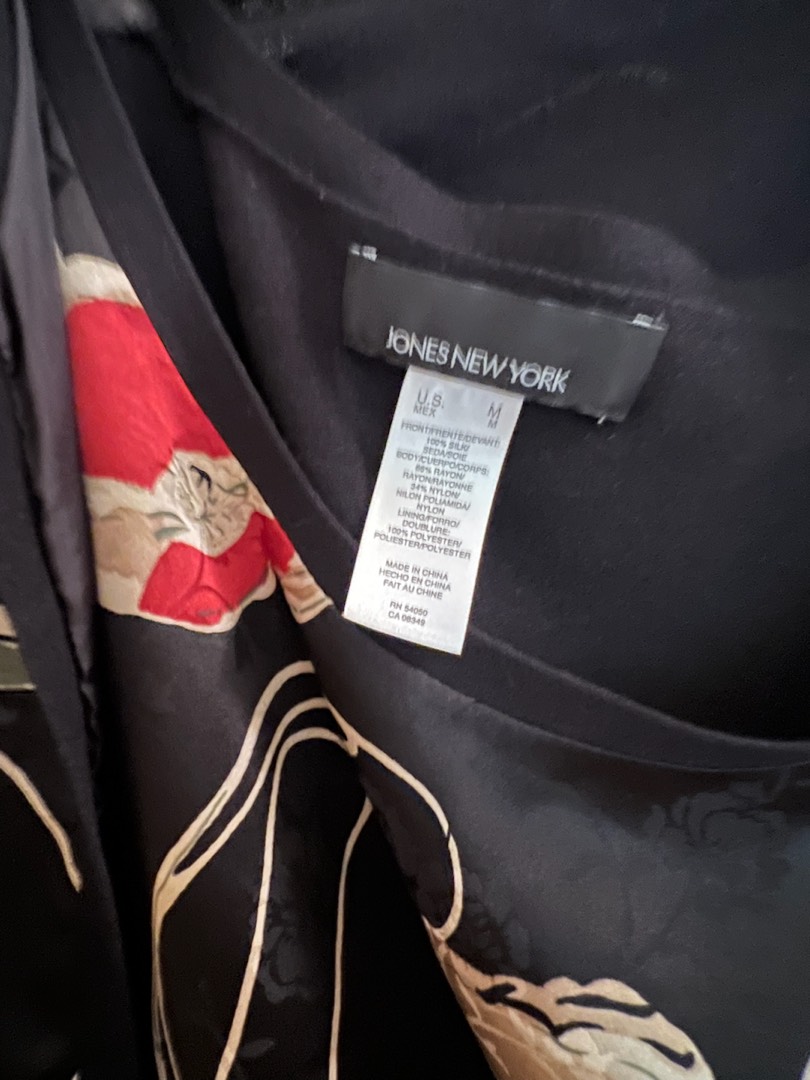 JONES NEW YORK
U.S. M
MEX M
FRONT/FRENTE/DEVANT:
100% SILK/
SEDA/SOIE
BODY/CUERPO/CORPS:
66% RAYON/
RAYON/RAYONNE
34% NYLON/
NILON POLIAMIDA/
NYLON
LINING/FORRO/
DOUBLURE:
100% POLYESTER/
POLIESTER/POLYESTER
MADE IN CHINA
HECHO EN CHINA
FAIT AU CHINE
RN 54050
CA 08349